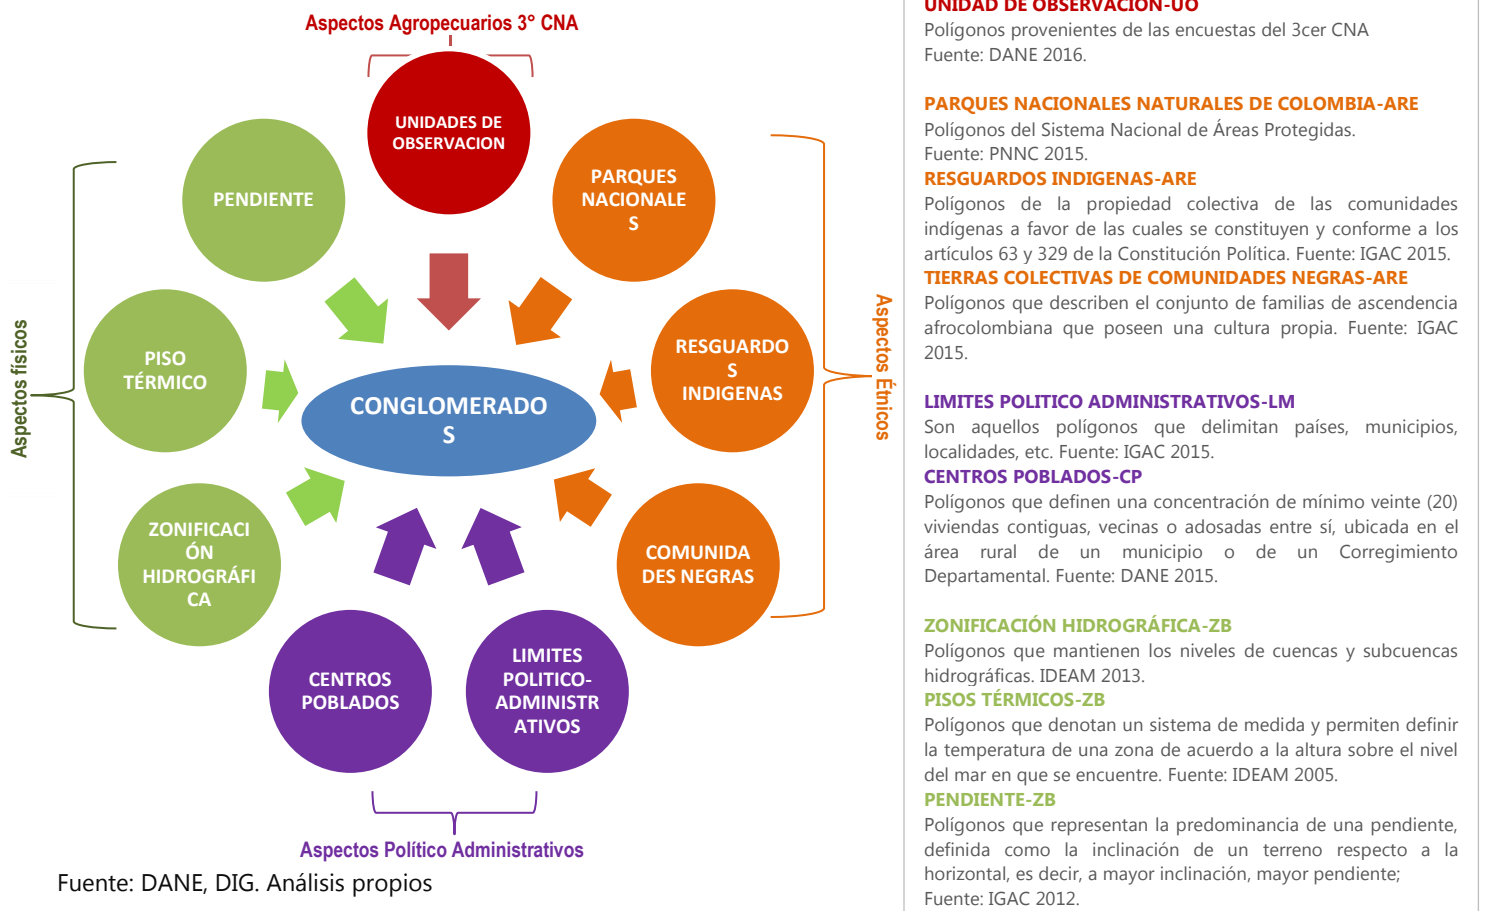 Aspectos Agropecuarios 3° CNA
UNIDADES DE
OBSERVACION
PENDIENTE
PARQUES
NACIONALE
S
PISO
TÉRMICO
RESGUARDO
S
INDIGENAS
CONGLOMERADO
S
ZONIFICACI
ÓN
HIDROGRÁFI
CA
COMUNIDA
DES NEGRAS
CENTROS
POBLADOS
LIMITES
POLITICO-
ADMINISTR
ATIVOS
Aspectos físicos
Aspectos Étnicos
Aspectos Político Administrativos
Fuente: DANE, DIG. Análisis propios
UNIDAD DE OBSERVACIÓN-UO
Polígonos provenientes de las encuestas del 3cer CNA
Fuente: DANE 2016.
PARQUES NACIONALES NATURALES DE COLOMBIA-ARE
Polígonos del Sistema Nacional de Áreas Protegidas.
Fuente: PNNC 2015.
RESGUARDOS INDIGENAS-ARE
Polígonos de la propiedad colectiva de las comunidades
indígenas a favor de las cuales se constituyen y conforme a los
artículos 63 y 329 de la Constitución Política. Fuente: IGAC 2015.
TIERRAS COLECTIVAS DE COMUNIDADES NEGRAS-ARE
Polígonos que describen el conjunto de familias de ascendencia
afrocolombiana que poseen una cultura propia. Fuente: IGAC
2015.
LIMITES POLITICO ADMINISTRATIVOS-LM
Son aquellos polígonos que delimitan países, municipios,
localidades, etc. Fuente: IGAC 2015.
CENTROS POBLADOS-CP
Polígonos que definen una concentración de mínimo veinte (20)
viviendas contiguas, vecinas o adosadas entre sí, ubicada en el
área rural de un municipio o de un Corregimiento
Departamental. Fuente: DANE 2015.
ZONIFICACIÓN HIDROGRÁFICA-ZB
Polígonos que mantienen los niveles de cuencas y subcuencas
hidrográficas. IDEAM 2013.
PISOS TÉRMICOS-ZB
Polígonos que denotan un sistema de medida y permiten definir
la temperatura de una zona de acuerdo a la altura sobre el nivel
del mar en que se encuentre. Fuente: IDEAM 2005.
PENDIENTE-ZB
Polígonos que representan la predominancia de una pendiente,
definida como la inclinación de un terreno respecto a la
horizontal, es decir, a mayor inclinación, mayor pendiente;
Fuente: IGAC 2012.